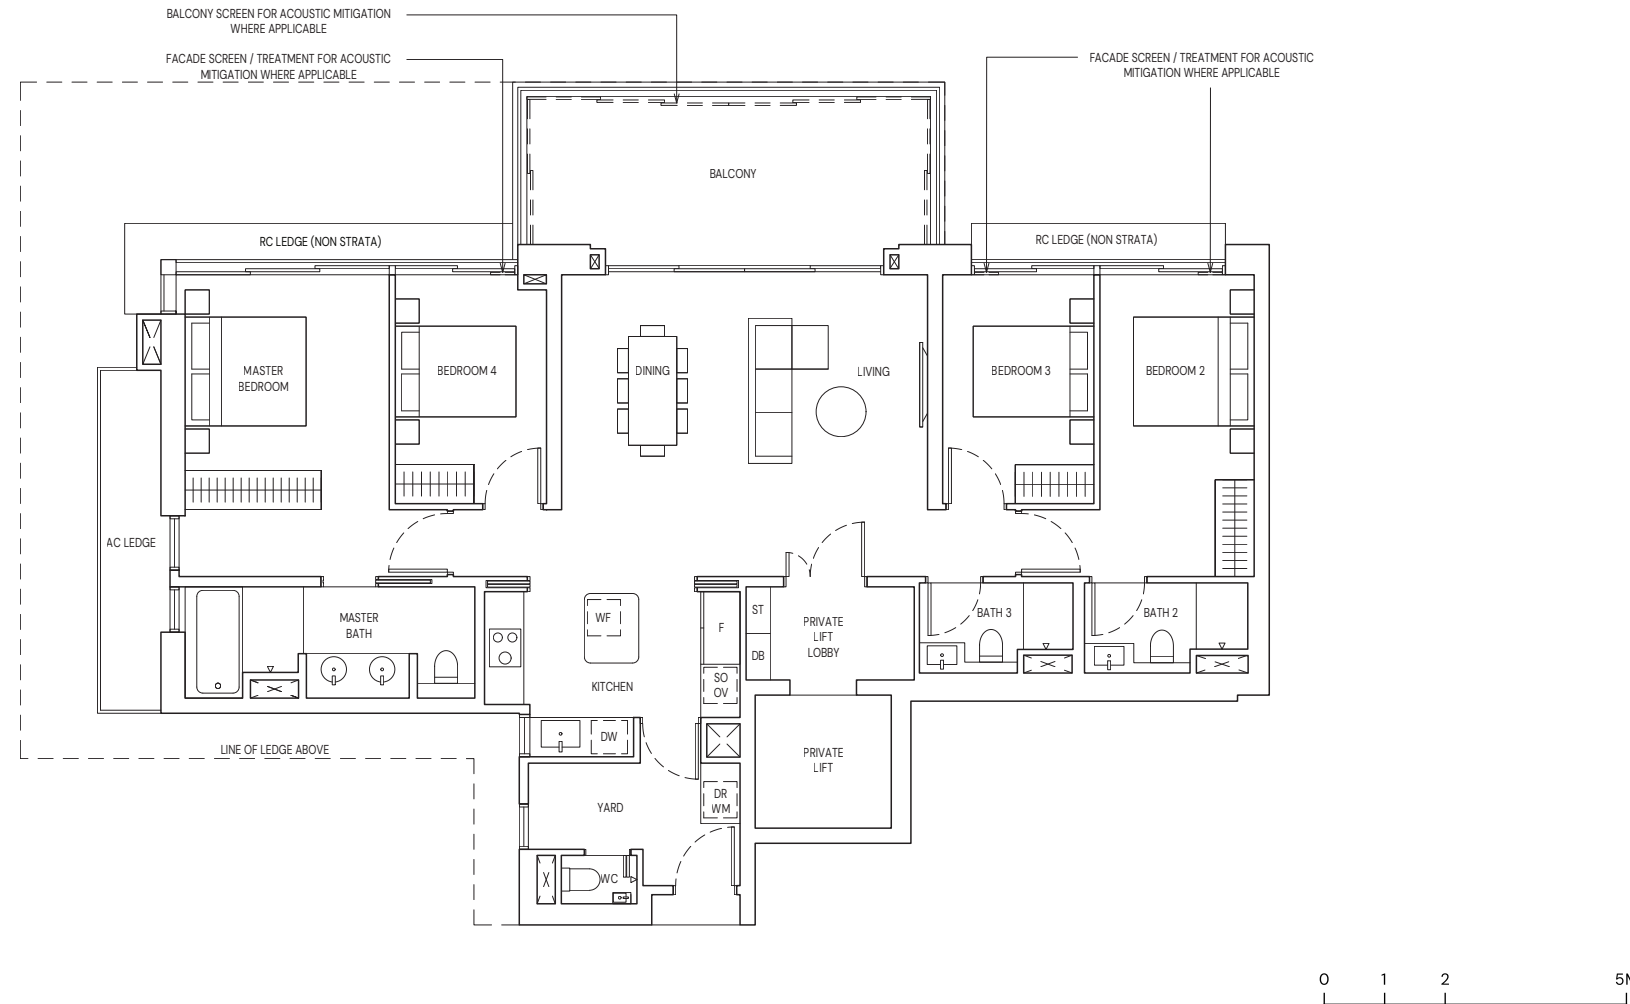 BALCONY SCREEN FOR ACOUSTIC MITIGATION
WHERE APPLICABLE
FACADE SCREEN / TREATMENT FOR ACOUSTIC
MITIGATION WHERE APPLICABLE
FACADE SCREEN / TREATMENT FOR ACOUSTIC
MITIGATION WHERE APPLICABLE
BALCONY
RC LEDGE (NON STRATA)
RC LEDGE (NON STRATA)
MASTER
BEDROOM
BEDROOM 4
DINING
LIVING
BEDROOM 3
BEDROOM 2
AC LEDGE
MASTER
BATH
WF
F
ST
DB
PRIVATE
LIFT
LOBBY
BATH 3
BATH 2
KITCHEN
SO
OV
DW
PRIVATE
LIFT
LINE OF LEDGE ABOVE
YARD
DR
WM
WC
0 1 2 5M